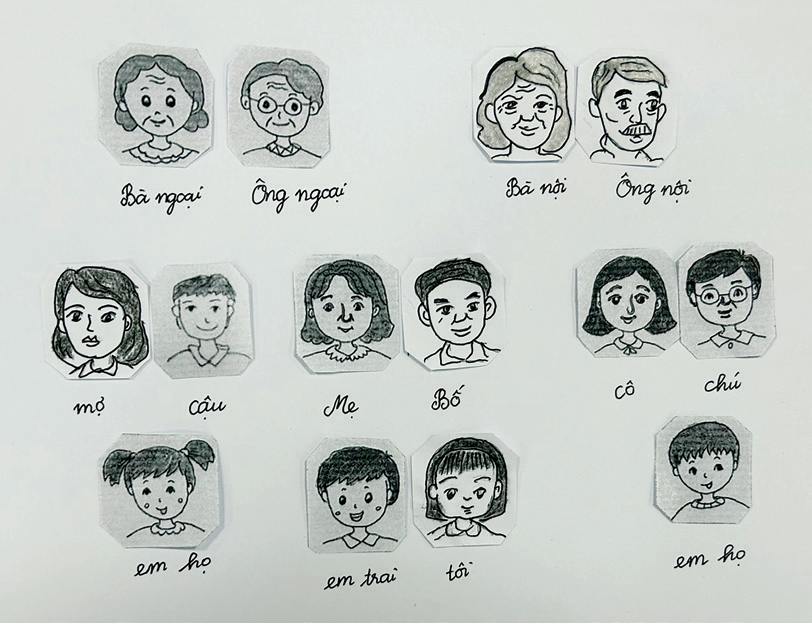 Bà ngoại
Ông ngoại
Bà nội
Ông nội
mợ
cậu
Mẹ
Bố
cô
chú
em họ
em trai
tôi
em họ